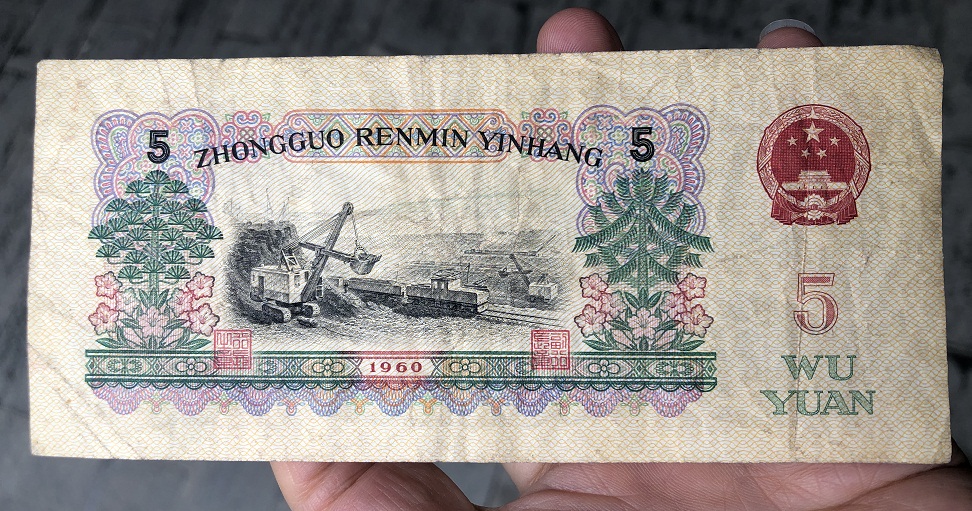 5 ZHONGGUO RENMIN YINHANG 5
5
1960
WU
YUAN